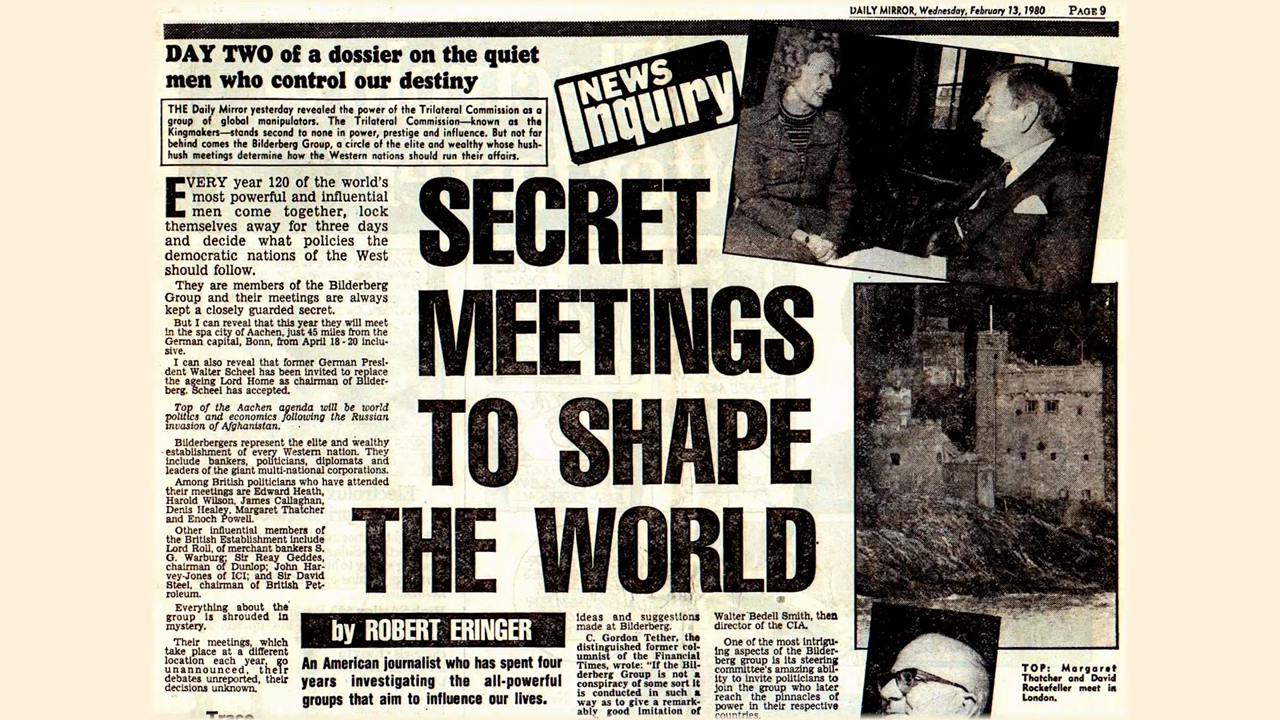 DAILY MIRROR, Wednesday, February 13, 1980 PAGE 9
DAY TWO of a dossier on the quiet
men who control our destiny
THE Daily Mirror yesterday revealed the power of the Trilateral Commission as a
group of global manipulators. The Trilateral Commission—known as the
Kingmakers—stands second to none in power, prestige and influence. But not far
behind comes the Bilderberg Group, a circle of the elite and wealthy whose hush-
hush meetings determine how the Western nations should run their affairs.
NEWS
Inquiry
SECRET
MEETINGS
TO SHAPE
THE WORLD
EVERY year 120 of the world's
most powerful and influential
men come together, lock
themselves away for three days
and decide what policies the
democratic nations of the West
should follow.
They are members of the Bilderberg
Group and their meetings are always
kept a closely guarded secret.
But I can reveal that this year they will meet
in the spa city of Aachen, just 45 miles from the
German capital, Bonn, from April 18-20 inclu-
sive.
I can also reveal that former German Presi-
dent Walter Scheel has been invited to replace
the ageing Lord Home as chairman of Bilder-
berg. Scheel has accepted.
Top of the Aachen agenda will be world
politics and economics following the Russian
invasion of Afghanistan.
Bilderbergers represent the elite and wealthy
establishment of every Western nation. They
include bankers, politicians, diplomats and
leaders of the giant multi-national corporations.
Among British politicians who have attended
their meetings are Edward Heath,
Harold Wilson, James Callaghan,
Denis Healey, Margaret Thatcher
and Enoch Powell.
Other influential members of
the British Establishment include
Lord Roll, of merchant bankers S.
G. Warburg; Sir Reay Geddes,
chairman of Dunlop; John Har-
vey-Jones of ICI; and Sir David
Steel, chairman of British Pet-
roleum.
Everything about the
group is shrouded in
mystery.
Their meetings, which
take place at a different
location each year, go
unannounced, their
debates unreported, their
decisions unknown.
Trace
by ROBERT ERINGER
An American journalist who has spent four
years investigating the all-powerful
groups that aim to influence our lives.
ideas and suggestions
made at Bilderberg.
C. Gordon Tether, the
distinguished former col-
umnist of the Financial
Times, wrote: "If the Bil-
derberg Group is not a
conspiracy of some sort it
is conducted in such a
way as to give a remark-
ably good imitation of
Walter Bedell Smith, then
director of the CIA.
One of the most intrigu-
ing aspects of the Bilder-
berg group is its steering
committee's amazing abil-
ity to invite politicians to
join the group who later
reach the pinnacles of
power in their respective
countries.
TOP: Margaret
Thatcher and David
Rockefeller meet in
London.